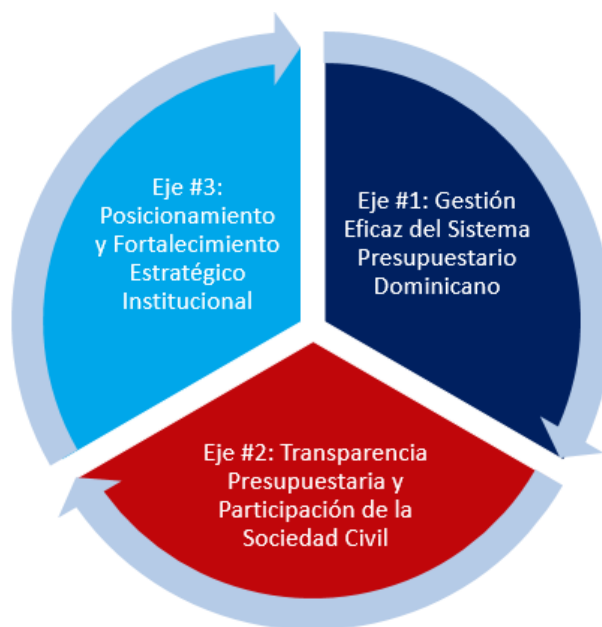 Eje #1: Gestión
Eficaz del Sistema
Presupuestario
Dominicano
Eje #2: Transparencia
Presupuestaria y
Participación de la
Sociedad Civil
Eje #3:
Posicionamiento
y Fortalecimiento
Estratégico
Institucional